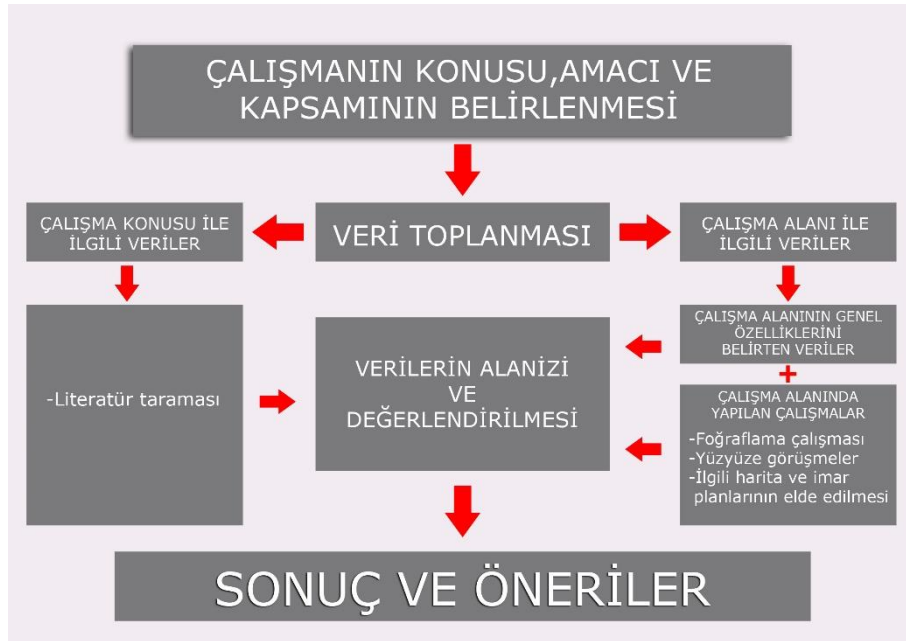 ÇALIŞMANIN KONUSU,AMACI VE
KAPSAMININ BELİRLENMESİ
ÇALIŞMA KONUSU İLE
İLGİLİ VERİLER
VERİ TOPLANMASI
ÇALIŞMA ALANI İLE
İLGİLİ VERİLER
-Literatür taraması
VERİLERİN ALANIZI
VE
DEĞERLENDİRİLMESİ
ÇALIŞMA ALANININ GENEL
ÖZELLİKLERİNİ
BELİRTEN VERİLER
+
ÇALIŞMA ALANINDA
YAPILAN ÇALIŞMALAR
-Foğraflama çalışması
-Yüzyüze görüşmeler
-İlgili harita ve imar
planlarının elde edilmesi
SONUÇ VE ÖNERİLER